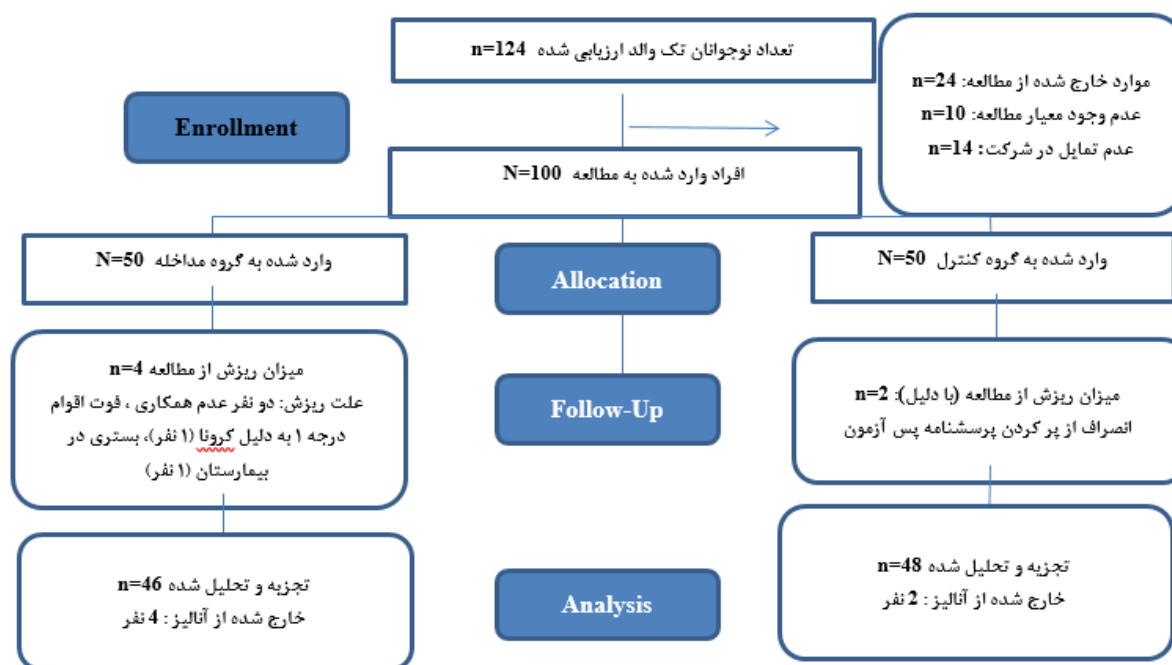 تعداد نوجوانان تک والد ارزیابی شده n=124
موارد خارج شده از مطالعه: n=24
عدم وجود معیار مطالعه: n=10
عدم تمایل در شرکت: n=14
Enrollment
افراد وارد شده به مطالعه N=100
وارد شده به گروه مداخله N=50
Allocation
وارد شده به گروه کنترل N=50
میزان ریزش از مطالعه n=4
علت ریزش: دو نفر عدم همکاری ، فوت اقوام
درجه ۱ به دلیل کرونا (۱ نفر)، بستری در
بیمارستان (۱ نفر)
Follow-Up
میزان ریزش از مطالعه (با دلیل): n=2
انصراف از پر کردن پرسشنامه پس آزمون
تجزیه و تحلیل شده n=46
خارج شده از آنالیز : 4 نفر
Analysis
تجزیه و تحلیل شده n=48
خارج شده از آنالیز : 2 نفر